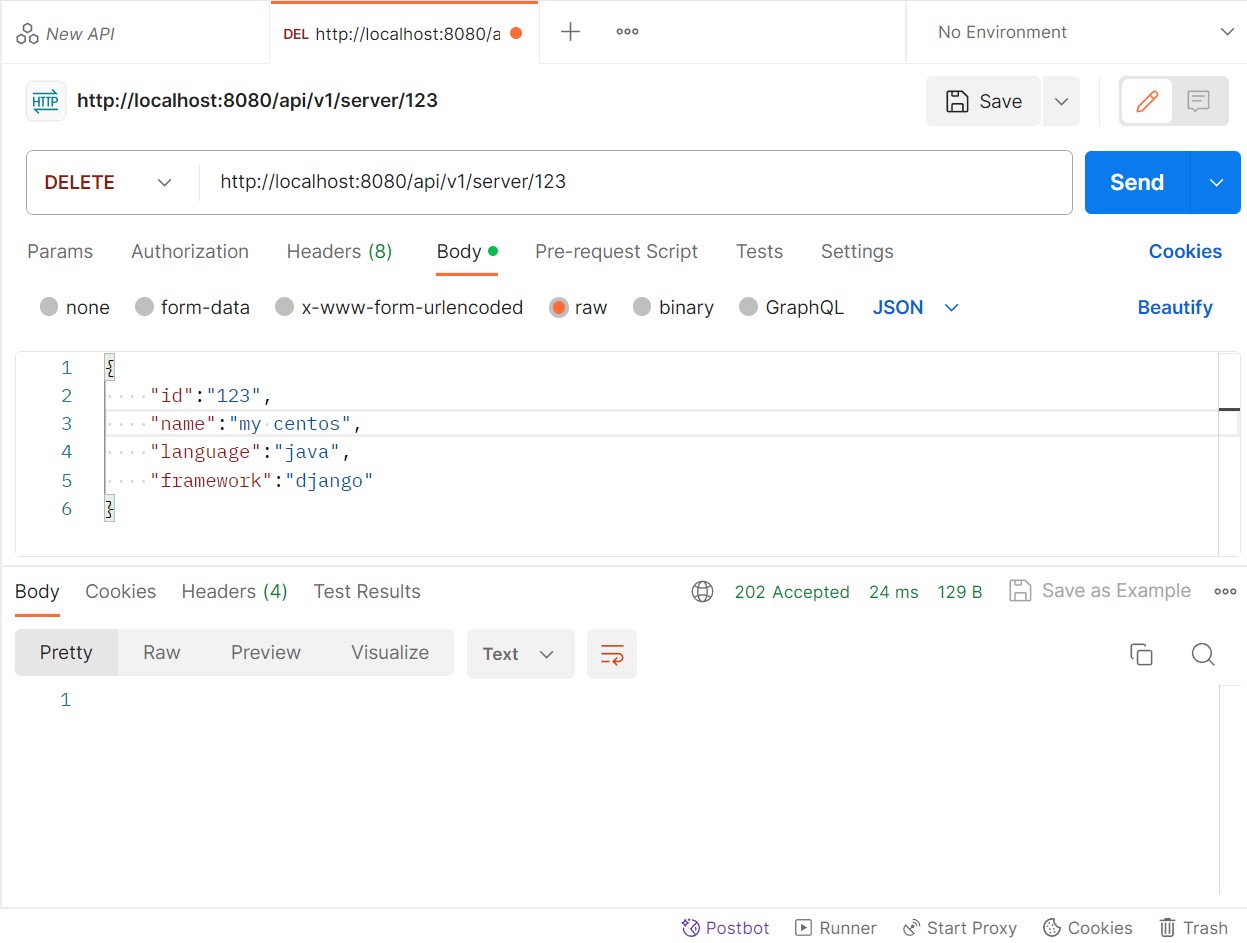 New API DEL http://localhost:8080/a No Environment
HTTP http://localhost:8080/api/v1/server/123 Save
DELETE http://localhost:8080/api/v1/server/123 Send
Params Authorization Headers (8) Body Pre-request Script Tests Settings Cookies
none form-data x-www-form-urlencoded raw binary GraphQL JSON Beautify
1 {
2 "id":"123",
3 "name":"my centos",
4 "language":"java",
5 "framework":"django"
6 }
Body Cookies Headers (4) Test Results 202 Accepted 24 ms 129 B Save as Example
Pretty Raw Preview Visualize Text
1
Postbot Runner Start Proxy Cookies Trash